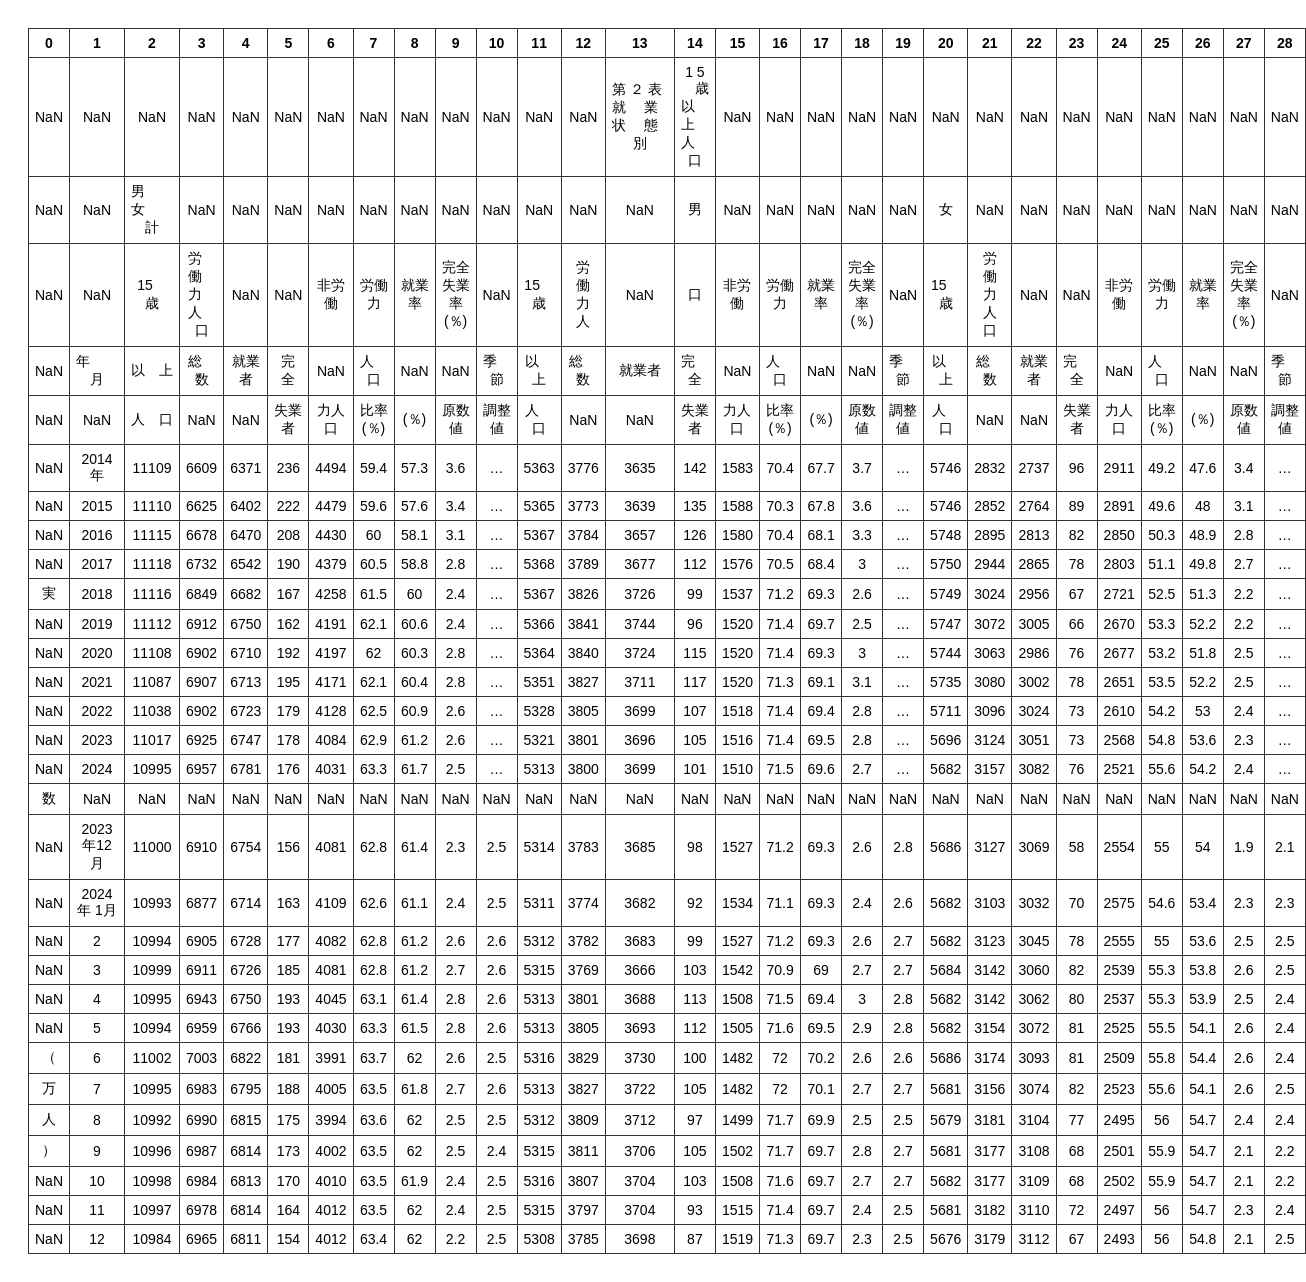 0 1 2 3 4 5 6 7 8 9 10 11 12 13 14 15 16 17 18 19 20 21 22 23 24 25 26 27 28
NaN NaN NaN NaN NaN NaN NaN NaN NaN NaN NaN NaN NaN 第 2 表 就 業 状 態 別 1 5 歳 以 上 人 口 NaN NaN NaN NaN NaN NaN NaN NaN NaN NaN NaN NaN NaN NaN
NaN NaN 男 女 計 NaN NaN NaN NaN NaN NaN NaN NaN NaN NaN NaN 男 NaN NaN NaN NaN NaN 女 NaN NaN NaN NaN NaN NaN NaN NaN
NaN NaN 15 歳 労 働 力 人 口 NaN NaN 非労働 労働力 就業率 完全失業率(%) NaN 15 歳 労 働 力 人 NaN 口 非労働 労働力 就業率 完全失業率(%) NaN 15 歳 労 働 力 人 口 NaN NaN 非労働 労働力 就業率 完全失業率(%) NaN
NaN 年 月 以 上 総 数 就業者 完 全 NaN 人 口 NaN NaN 季 節 以 上 総 数 就業者 完 全 NaN 人 口 NaN NaN 季 節 以 上 総 数 就業者 完 全 NaN 人 口 NaN NaN 季 節
NaN NaN 人 口 NaN NaN 失業者 力人口 比率(%) (%) 原数値 調整値 人 口 NaN NaN 失業者 力人口 比率(%) (%) 原数値 調整値 人 口 NaN NaN 失業者 力人口 比率(%) (%) 原数値 調整値
NaN 2014年 11109 6609 6371 236 4494 59.4 57.3 3.6 … 5363 3776 3635 142 1583 70.4 67.7 3.7 … 5746 2832 2737 96 2911 49.2 47.6 3.4 …
NaN 2015 11110 6625 6402 222 4479 59.6 57.6 3.4 … 5365 3773 3639 135 1588 70.3 67.8 3.6 … 5746 2852 2764 89 2891 49.6 48 3.1 …
NaN 2016 11115 6678 6470 208 4430 60 58.1 3.1 … 5367 3784 3657 126 1580 70.4 68.1 3.3 … 5748 2895 2813 82 2850 50.3 48.9 2.8 …
NaN 2017 11118 6732 6542 190 4379 60.5 58.8 2.8 … 5368 3789 3677 112 1576 70.5 68.4 3 … 5750 2944 2865 78 2803 51.1 49.8 2.7 …
実 2018 11116 6849 6682 167 4258 61.5 60 2.4 … 5367 3826 3726 99 1537 71.2 69.3 2.6 … 5749 3024 2956 67 2721 52.5 51.3 2.2 …
NaN 2019 11112 6912 6750 162 4191 62.1 60.6 2.4 … 5366 3841 3744 96 1520 71.4 69.7 2.5 … 5747 3072 3005 66 2670 53.3 52.2 2.2 …
NaN 2020 11108 6902 6710 192 4197 62 60.3 2.8 … 5364 3840 3724 115 1520 71.4 69.3 3 … 5744 3063 2986 76 2677 53.2 51.8 2.5 …
NaN 2021 11087 6907 6713 195 4171 62.1 60.4 2.8 … 5351 3827 3711 117 1520 71.3 69.1 3.1 … 5735 3080 3002 78 2651 53.5 52.2 2.5 …
NaN 2022 11038 6902 6723 179 4128 62.5 60.9 2.6 … 5328 3805 3699 107 1518 71.4 69.4 2.8 … 5711 3096 3024 73 2610 54.2 53 2.4 …
NaN 2023 11017 6925 6747 178 4084 62.9 61.2 2.6 … 5321 3801 3696 105 1516 71.4 69.5 2.8 … 5696 3124 3051 73 2568 54.8 53.6 2.3 …
NaN 2024 10995 6957 6781 176 4031 63.3 61.7 2.5 … 5313 3800 3699 101 1510 71.5 69.6 2.7 … 5682 3157 3082 76 2521 55.6 54.2 2.4 …
数 NaN NaN NaN NaN NaN NaN NaN NaN NaN NaN NaN NaN NaN NaN NaN NaN NaN NaN NaN NaN NaN NaN NaN NaN NaN NaN NaN NaN
NaN 2023年12月 11000 6910 6754 156 4081 62.8 61.4 2.3 2.5 5314 3783 3685 98 1527 71.2 69.3 2.6 2.8 5686 3127 3069 58 2554 55 54 1.9 2.1
NaN 2024年 1月 10993 6877 6714 163 4109 62.6 61.1 2.4 2.5 5311 3774 3682 92 1534 71.1 69.3 2.4 2.6 5682 3103 3032 70 2575 54.6 53.4 2.3 2.3
NaN 2 10994 6905 6728 177 4082 62.8 61.2 2.6 2.6 5312 3782 3683 99 1527 71.2 69.3 2.6 2.7 5682 3123 3045 78 2555 55 53.6 2.5 2.5
NaN 3 10999 6911 6726 185 4081 62.8 61.2 2.7 2.6 5315 3769 3666 103 1542 70.9 69 2.7 2.7 5684 3142 3060 82 2539 55.3 53.8 2.6 2.5
NaN 4 10995 6943 6750 193 4045 63.1 61.4 2.8 2.6 5313 3801 3688 113 1508 71.5 69.4 3 2.8 5682 3142 3062 80 2537 55.3 53.9 2.5 2.4
NaN 5 10994 6959 6766 193 4030 63.3 61.5 2.8 2.6 5313 3805 3693 112 1505 71.6 69.5 2.9 2.8 5682 3154 3072 81 2525 55.5 54.1 2.6 2.4
（ 6 11002 7003 6822 181 3991 63.7 62 2.6 2.5 5316 3829 3730 100 1482 72 70.2 2.6 2.6 5686 3174 3093 81 2509 55.8 54.4 2.6 2.4
万 7 10995 6983 6795 188 4005 63.5 61.8 2.7 2.6 5313 3827 3722 105 1482 72 70.1 2.7 2.7 5681 3156 3074 82 2523 55.6 54.1 2.6 2.5
人 8 10992 6990 6815 175 3994 63.6 62 2.5 2.5 5312 3809 3712 97 1499 71.7 69.9 2.5 2.5 5679 3181 3104 77 2495 56 54.7 2.4 2.4
） 9 10996 6987 6814 173 4002 63.5 62 2.5 2.4 5315 3811 3706 105 1502 71.7 69.7 2.8 2.7 5681 3177 3108 68 2501 55.9 54.7 2.1 2.2
NaN 10 10998 6984 6813 170 4010 63.5 61.9 2.4 2.5 5316 3807 3704 103 1508 71.6 69.7 2.7 2.7 5682 3177 3109 68 2502 55.9 54.7 2.1 2.2
NaN 11 10997 6978 6814 164 4012 63.5 62 2.4 2.5 5315 3797 3704 93 1515 71.4 69.7 2.4 2.5 5681 3182 3110 72 2497 56 54.7 2.3 2.4
NaN 12 10984 6965 6811 154 4012 63.4 62 2.2 2.5 5308 3785 3698 87 1519 71.3 69.7 2.3 2.5 5676 3179 3112 67 2493 56 54.8 2.1 2.5